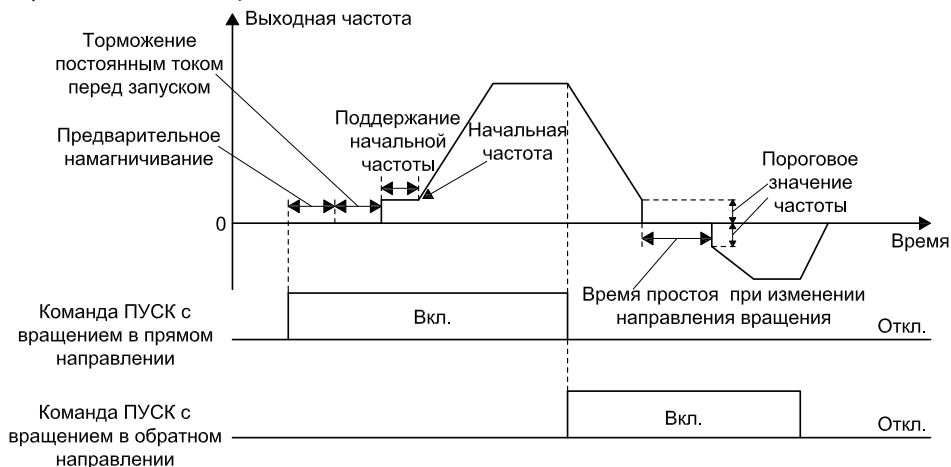 Выходная частота
Торможение
постоянным током
перед запуском
Предварительное
намагничивание
Поддержание
начальной
частоты
Начальная
частота
Пороговое
значение
частоты
0
Время
Время простоя при изменении
направления вращения
Команда ПУСК с
вращением в прямом
направлении
Вкл.
Откл.
Команда ПУСК с
вращением в обратном
направлении
Вкл.
Откл.